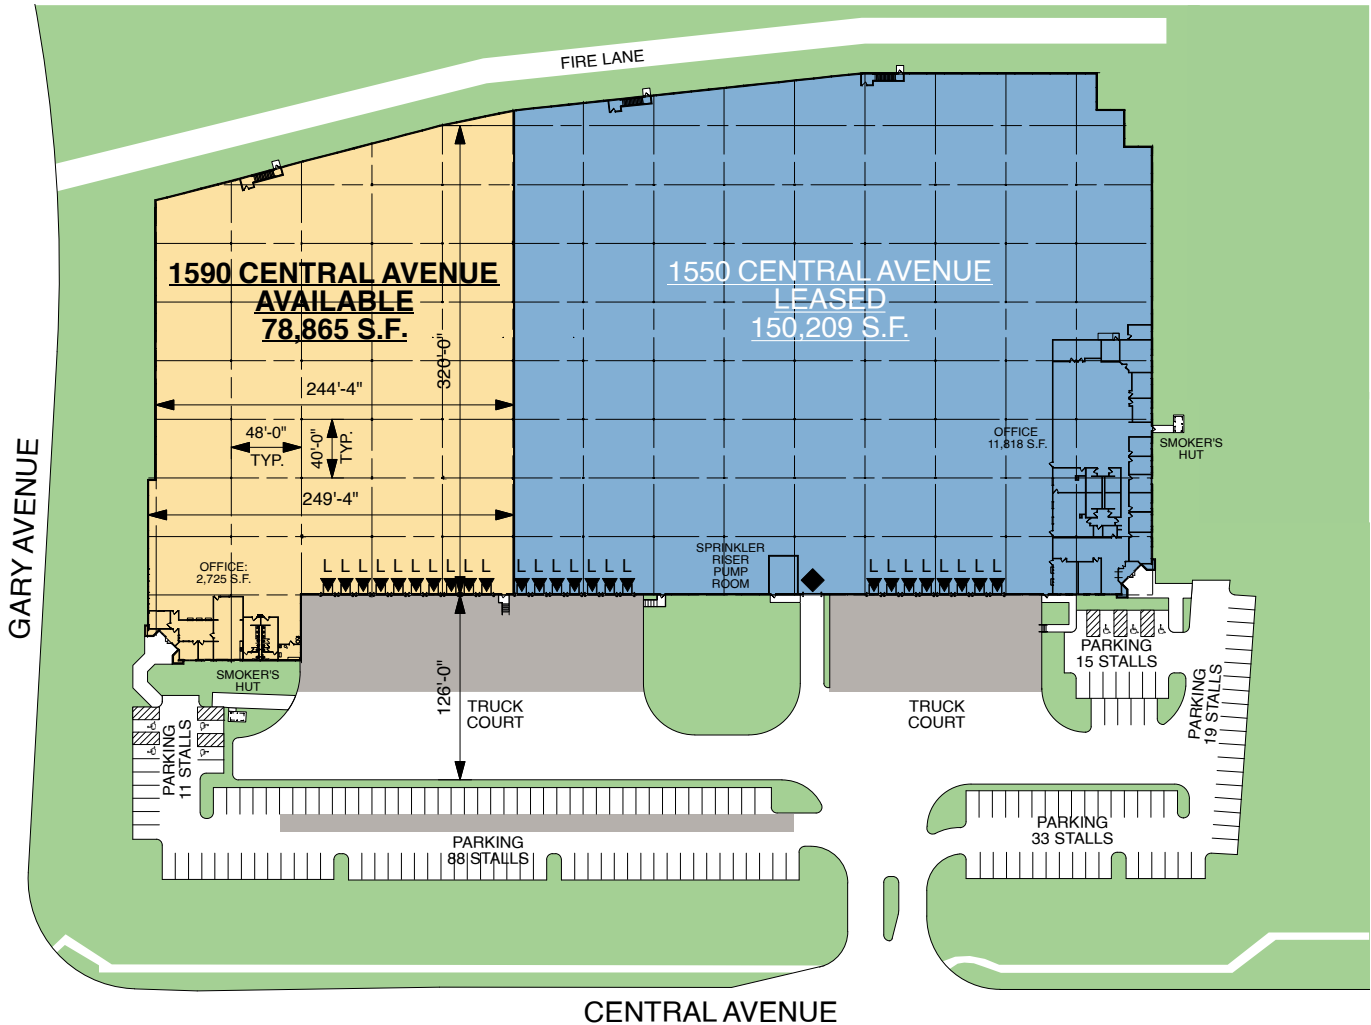 FIRE LANE
1590 CENTRAL AVENUE
AVAILABLE
78,865 S.F.
1550 CENTRAL AVENUE
LEASED
150,209 S.F.
320'-0"
244'-4"
48'-0"
TYP.
40'-0"
TYP.
249'-4"
OFFICE
11,818 S.F.
SMOKER'S
HUT
GARY AVENUE
OFFICE:
2,725 S.F.
L L L L L L L L L L
L L L L L L L
SPRINKLER
RISER
PUMP
ROOM
L L L L L L L L
SMOKER'S
HUT
126'-0"
TRUCK
COURT
TRUCK
COURT
PARKING
15 STALLS
PARKING
19 STALLS
PARKING
11 STALLS
PARKING
88 STALLS
PARKING
33 STALLS
CENTRAL AVENUE